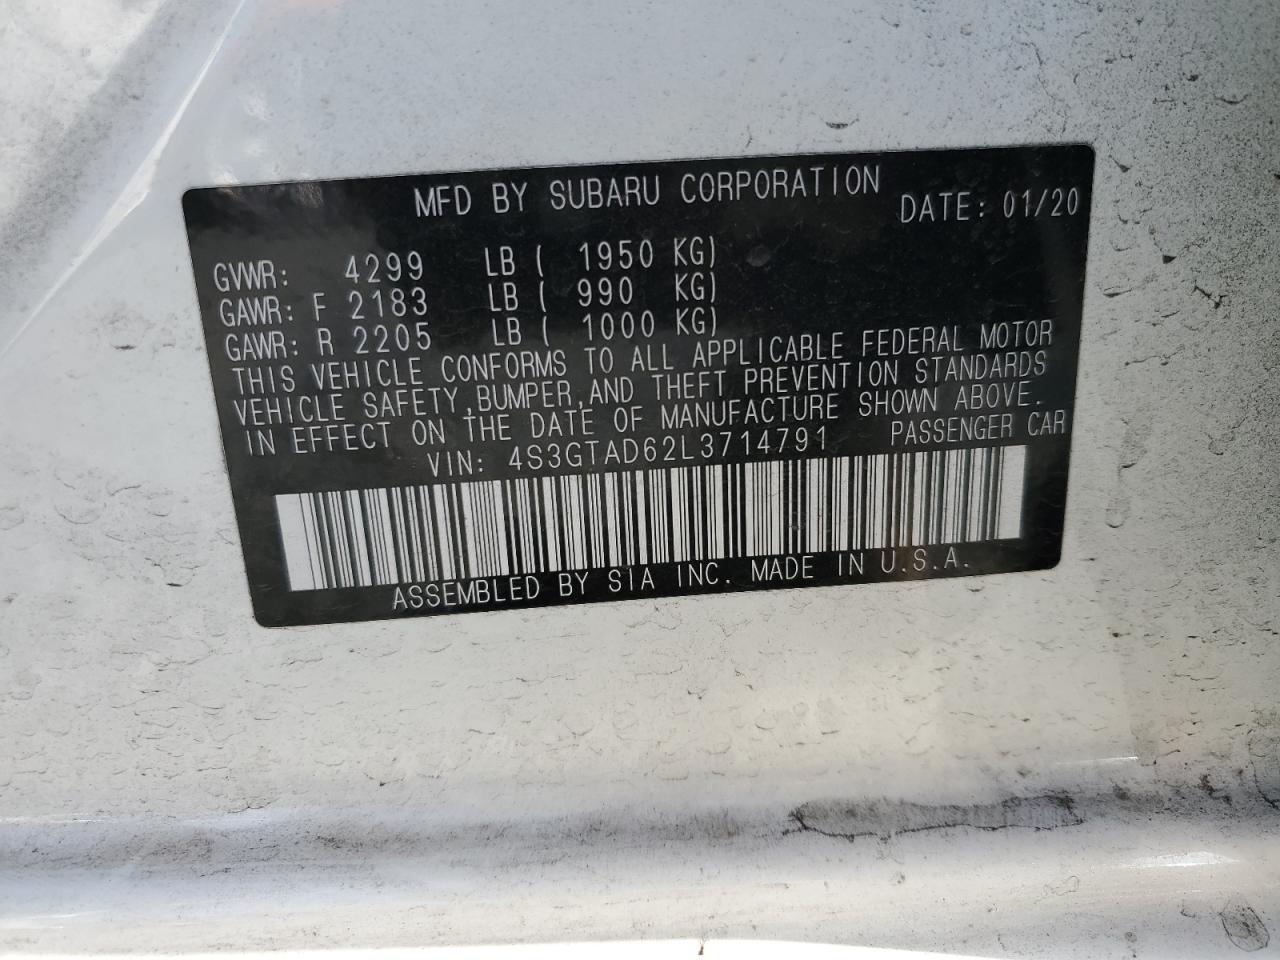 MFD BY SUBARU CORPORATION DATE: 01/20
GVWR: 4299 LB ( 1950 KG)
GAWR: F 2183 LB ( 990 KG)
GAWR: R 2205 LB ( 1000 KG)
THIS VEHICLE CONFORMS TO ALL APPLICABLE FEDERAL MOTOR
VEHICLE SAFETY,BUMPER,AND THEFT PREVENTION STANDARDS
IN EFFECT ON THE DATE OF MANUFACTURE SHOWN ABOVE.
VIN: 4S3GTAD62L3714791 PASSENGER CAR
ASSEMBLED BY SIA INC. MADE IN U.S.A.